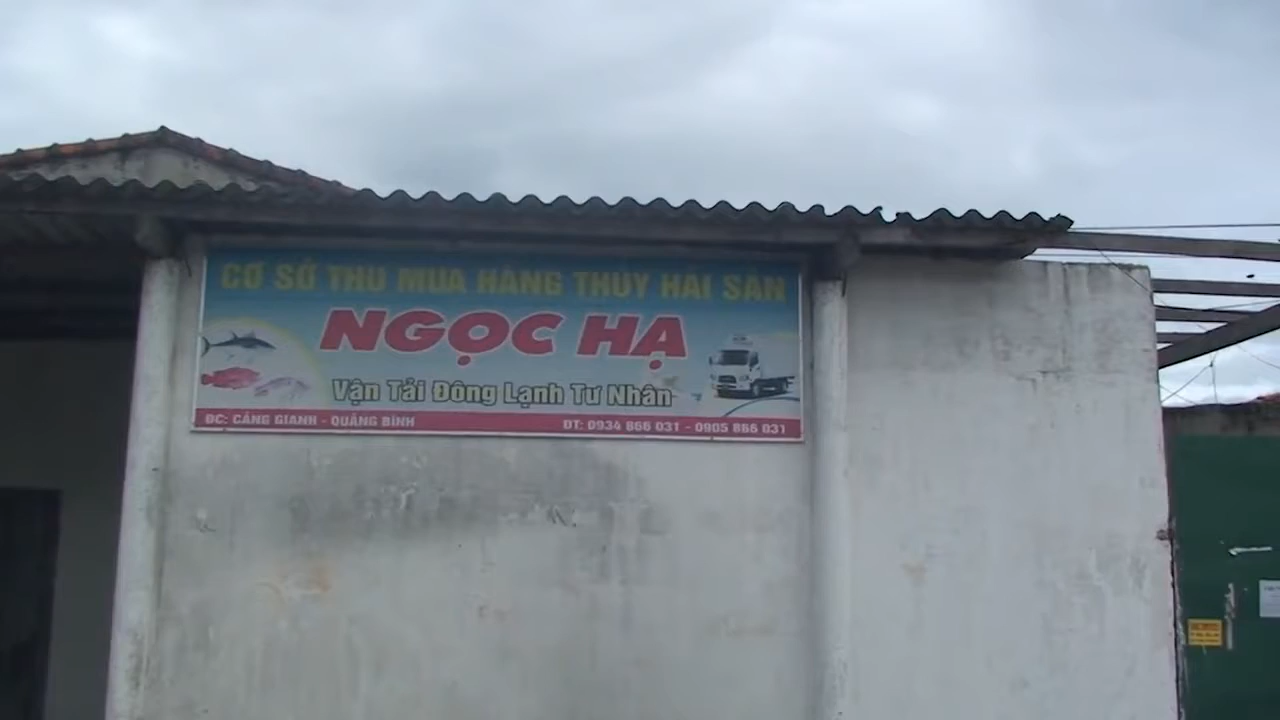 CƠ SỞ THU MUA HÀNG THỦY HẢI SẢN
NGỌC HẠ
Vận Tải Đông Lạnh Tư Nhân
ĐC: CẢNG GIANH - QUẢNG BÌNH
ĐT: 0934 866 031 - 0905 866 031